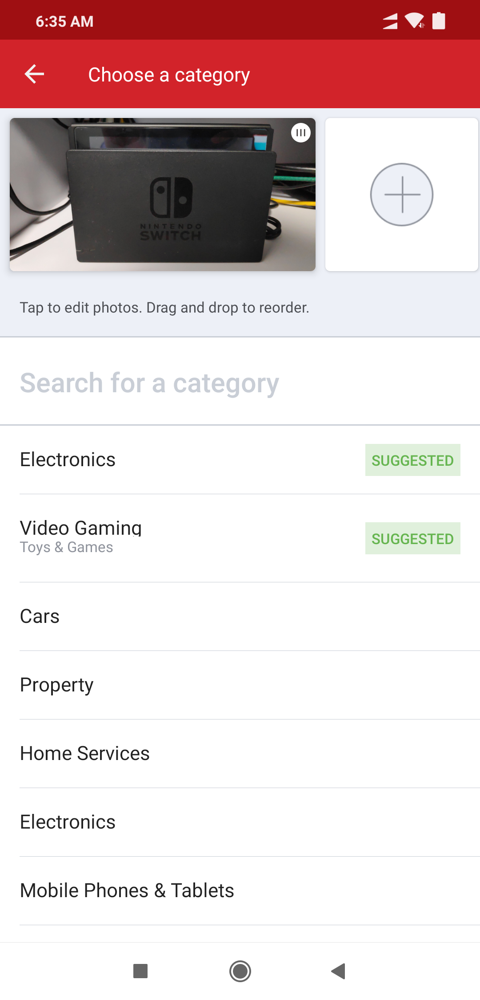 6:35 AM
Choose a category
NINTENDO
SWITCH
Tap to edit photos. Drag and drop to reorder.
Search for a category
Electronics
SUGGESTED
Video Gaming
Toys & Games
SUGGESTED
Cars
Property
Home Services
Electronics
Mobile Phones & Tablets